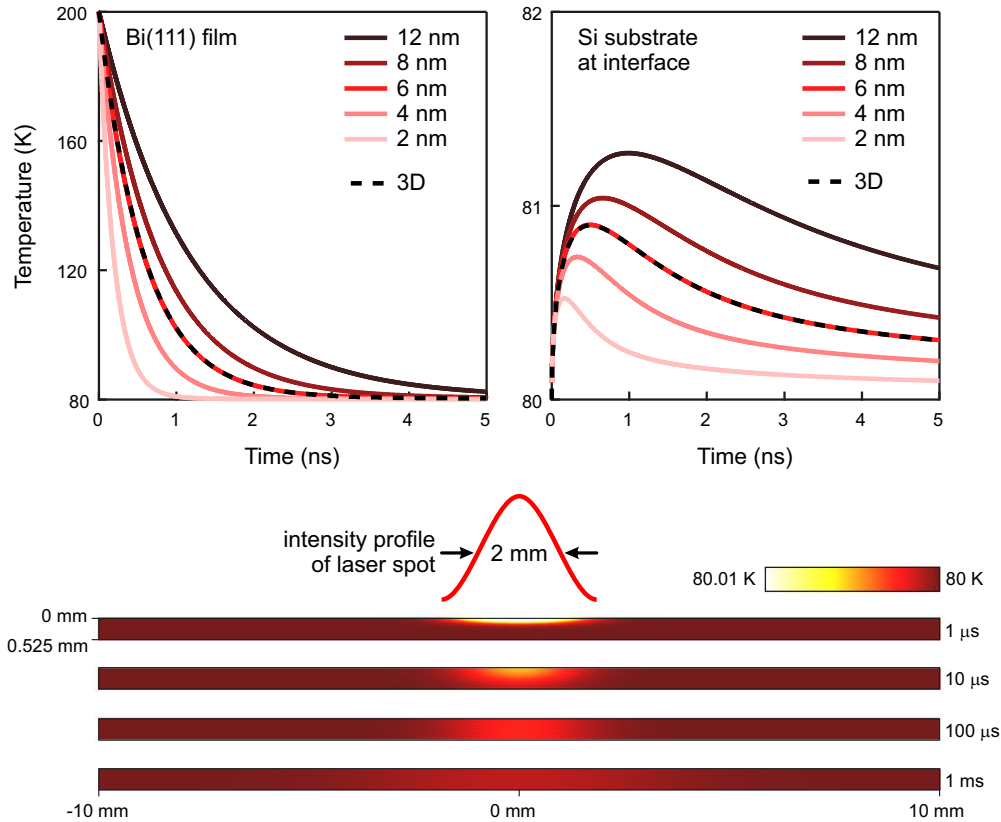 Bi(111) film
12 nm
8 nm
6 nm
4 nm
2 nm
3D
200
160
120
80
0
1
2
3
4
5
Temperature (K)
Time (ns)
Si substrate
at interface
12 nm
8 nm
6 nm
4 nm
2 nm
3D
82
81
80
0
1
2
3
4
5
Time (ns)
intensity profile
of laser spot
2 mm
80.01 K
80 K
0 mm
0.525 mm
1 μs
10 μs
100 μs
1 ms
-10 mm
0 mm
10 mm